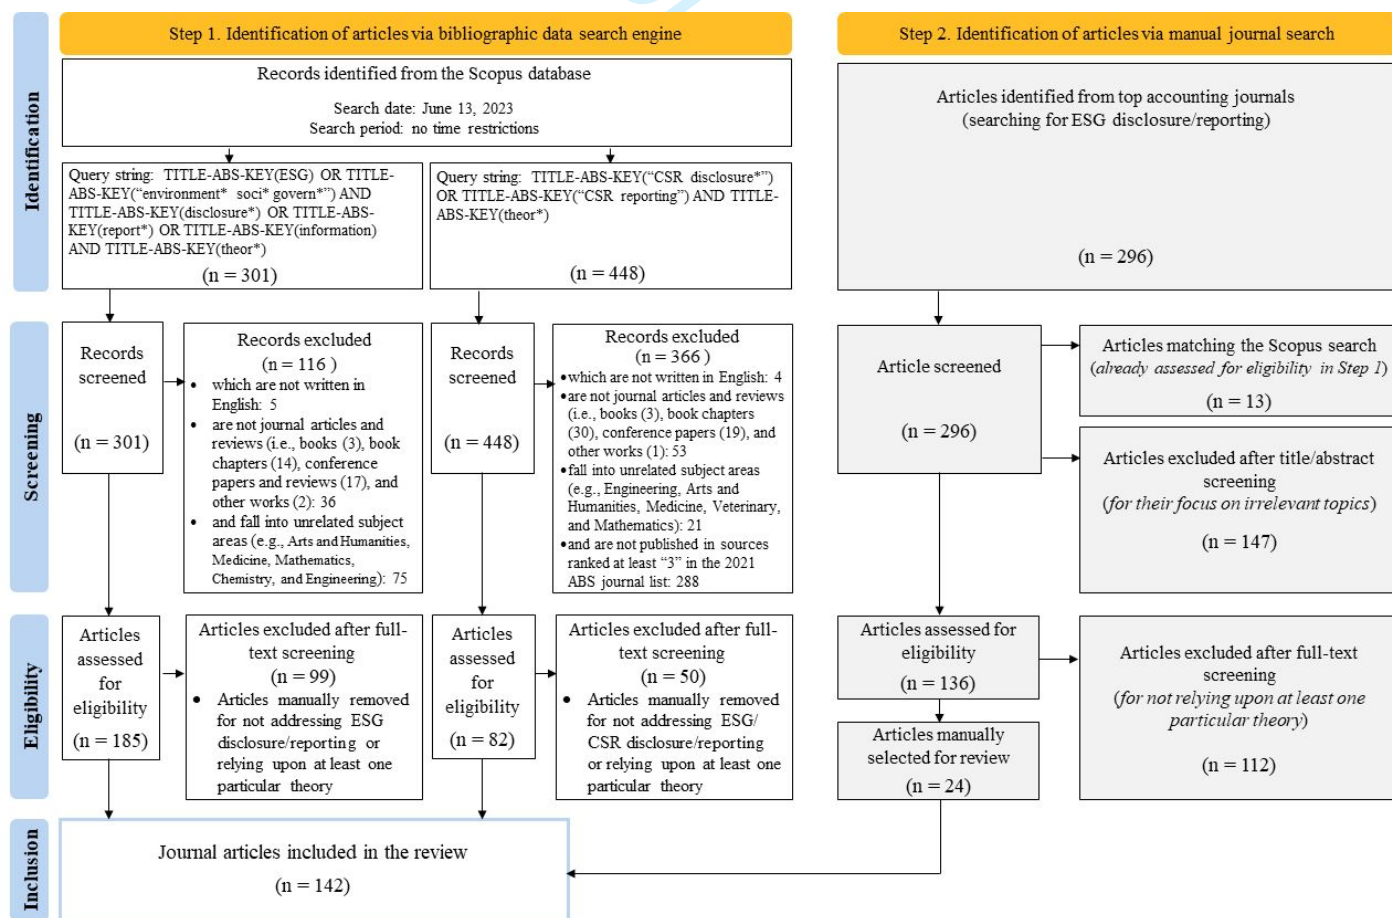 Step 1. Identification of articles via bibliographic data search engine
Step 2. Identification of articles via manual journal search
Identification
Records identified from the Scopus database
Search date: June 13, 2023
Search period: no time restrictions
Query string: TITLE-ABS-KEY(ESG) OR TITLE-
ABS-KEY(“environment* soci* govern*”) AND
TITLE-ABS-KEY(disclosure*) OR TITLE-ABS-
KEY(report*) OR TITLE-ABS-KEY(information)
AND TITLE-ABS-KEY(theor*)
(n = 301)
Query string: TITLE-ABS-KEY(“CSR disclosure*”)
OR TITLE-ABS-KEY(“CSR reporting”) AND TITLE-
ABS-KEY(theor*)
(n = 448)
Articles identified from top accounting journals
(searching for ESG disclosure/reporting)
(n = 296)
Screening
Records
screened
(n = 301)
Records excluded
(n = 116)
• which are not written in
English: 5
• are not journal articles and
reviews (i.e., books (3), book
chapters (14), conference
papers and reviews (17), and
other works (2): 36
• and fall into unrelated subject
areas (e.g., Arts and Humanities,
Medicine, Mathematics,
Chemistry, and Engineering): 75
Records
screened
(n = 448)
Records excluded
(n = 366 )
•which are not written in English: 4
•are not journal articles and reviews
(i.e., books (3), book chapters
(30), conference papers (19), and
other works (1): 53
•fall into unrelated subject areas
(e.g., Engineering, Arts and
Humanities, Medicine, Veterinary,
and Mathematics): 21
•and are not published in sources
ranked at least “3” in the 2021
ABS journal list: 288
Article screened
(n = 296)
Articles matching the Scopus search
(already assessed for eligibility in Step 1)
(n = 13)
Articles excluded after title/abstract
screening
(for their focus on irrelevant topics)
(n = 147)
Eligibility
Articles
assessed
for
eligibility
(n = 185)
Articles excluded after full-
text screening
(n = 99)
• Articles manually removed
for not addressing ESG
disclosure/reporting or
relying upon at least one
particular theory
Articles
assessed
for
eligibility
(n = 82)
Articles excluded after full-
text screening
(n = 50)
• Articles manually removed
for not addressing ESG/
CSR disclosure/reporting
or relying upon at least one
particular theory
Articles assessed for
eligibility
(n = 136)
Articles manually
selected for review
(n = 24)
Articles excluded after full-text
screening
(for not relying upon at least one
particular theory)
(n = 112)
Inclusion
Journal articles included in the review
(n = 142)